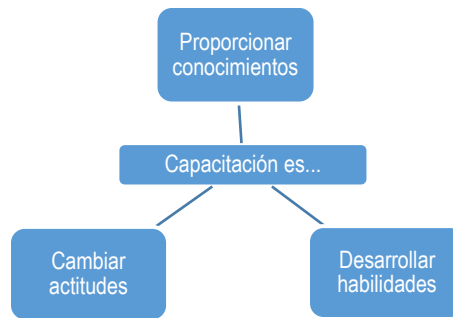 Proporcionar
conocimientos
Capacitación es...
Cambiar
actitudes
Desarrollar
habilidades